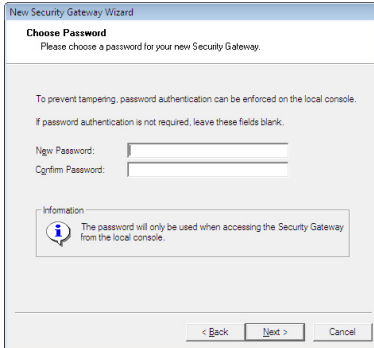 New Security Gateway Wizard
Choose Password
Please choose a password for your new Security Gateway.
To prevent tampering, password authentication can be enforced on the local console.
If password authentication is not required, leave these fields blank.
New Password:
Confirm Password:
Information
The password will only be used when accessing the Security Gateway
from the local console.
< Back Next > Cancel